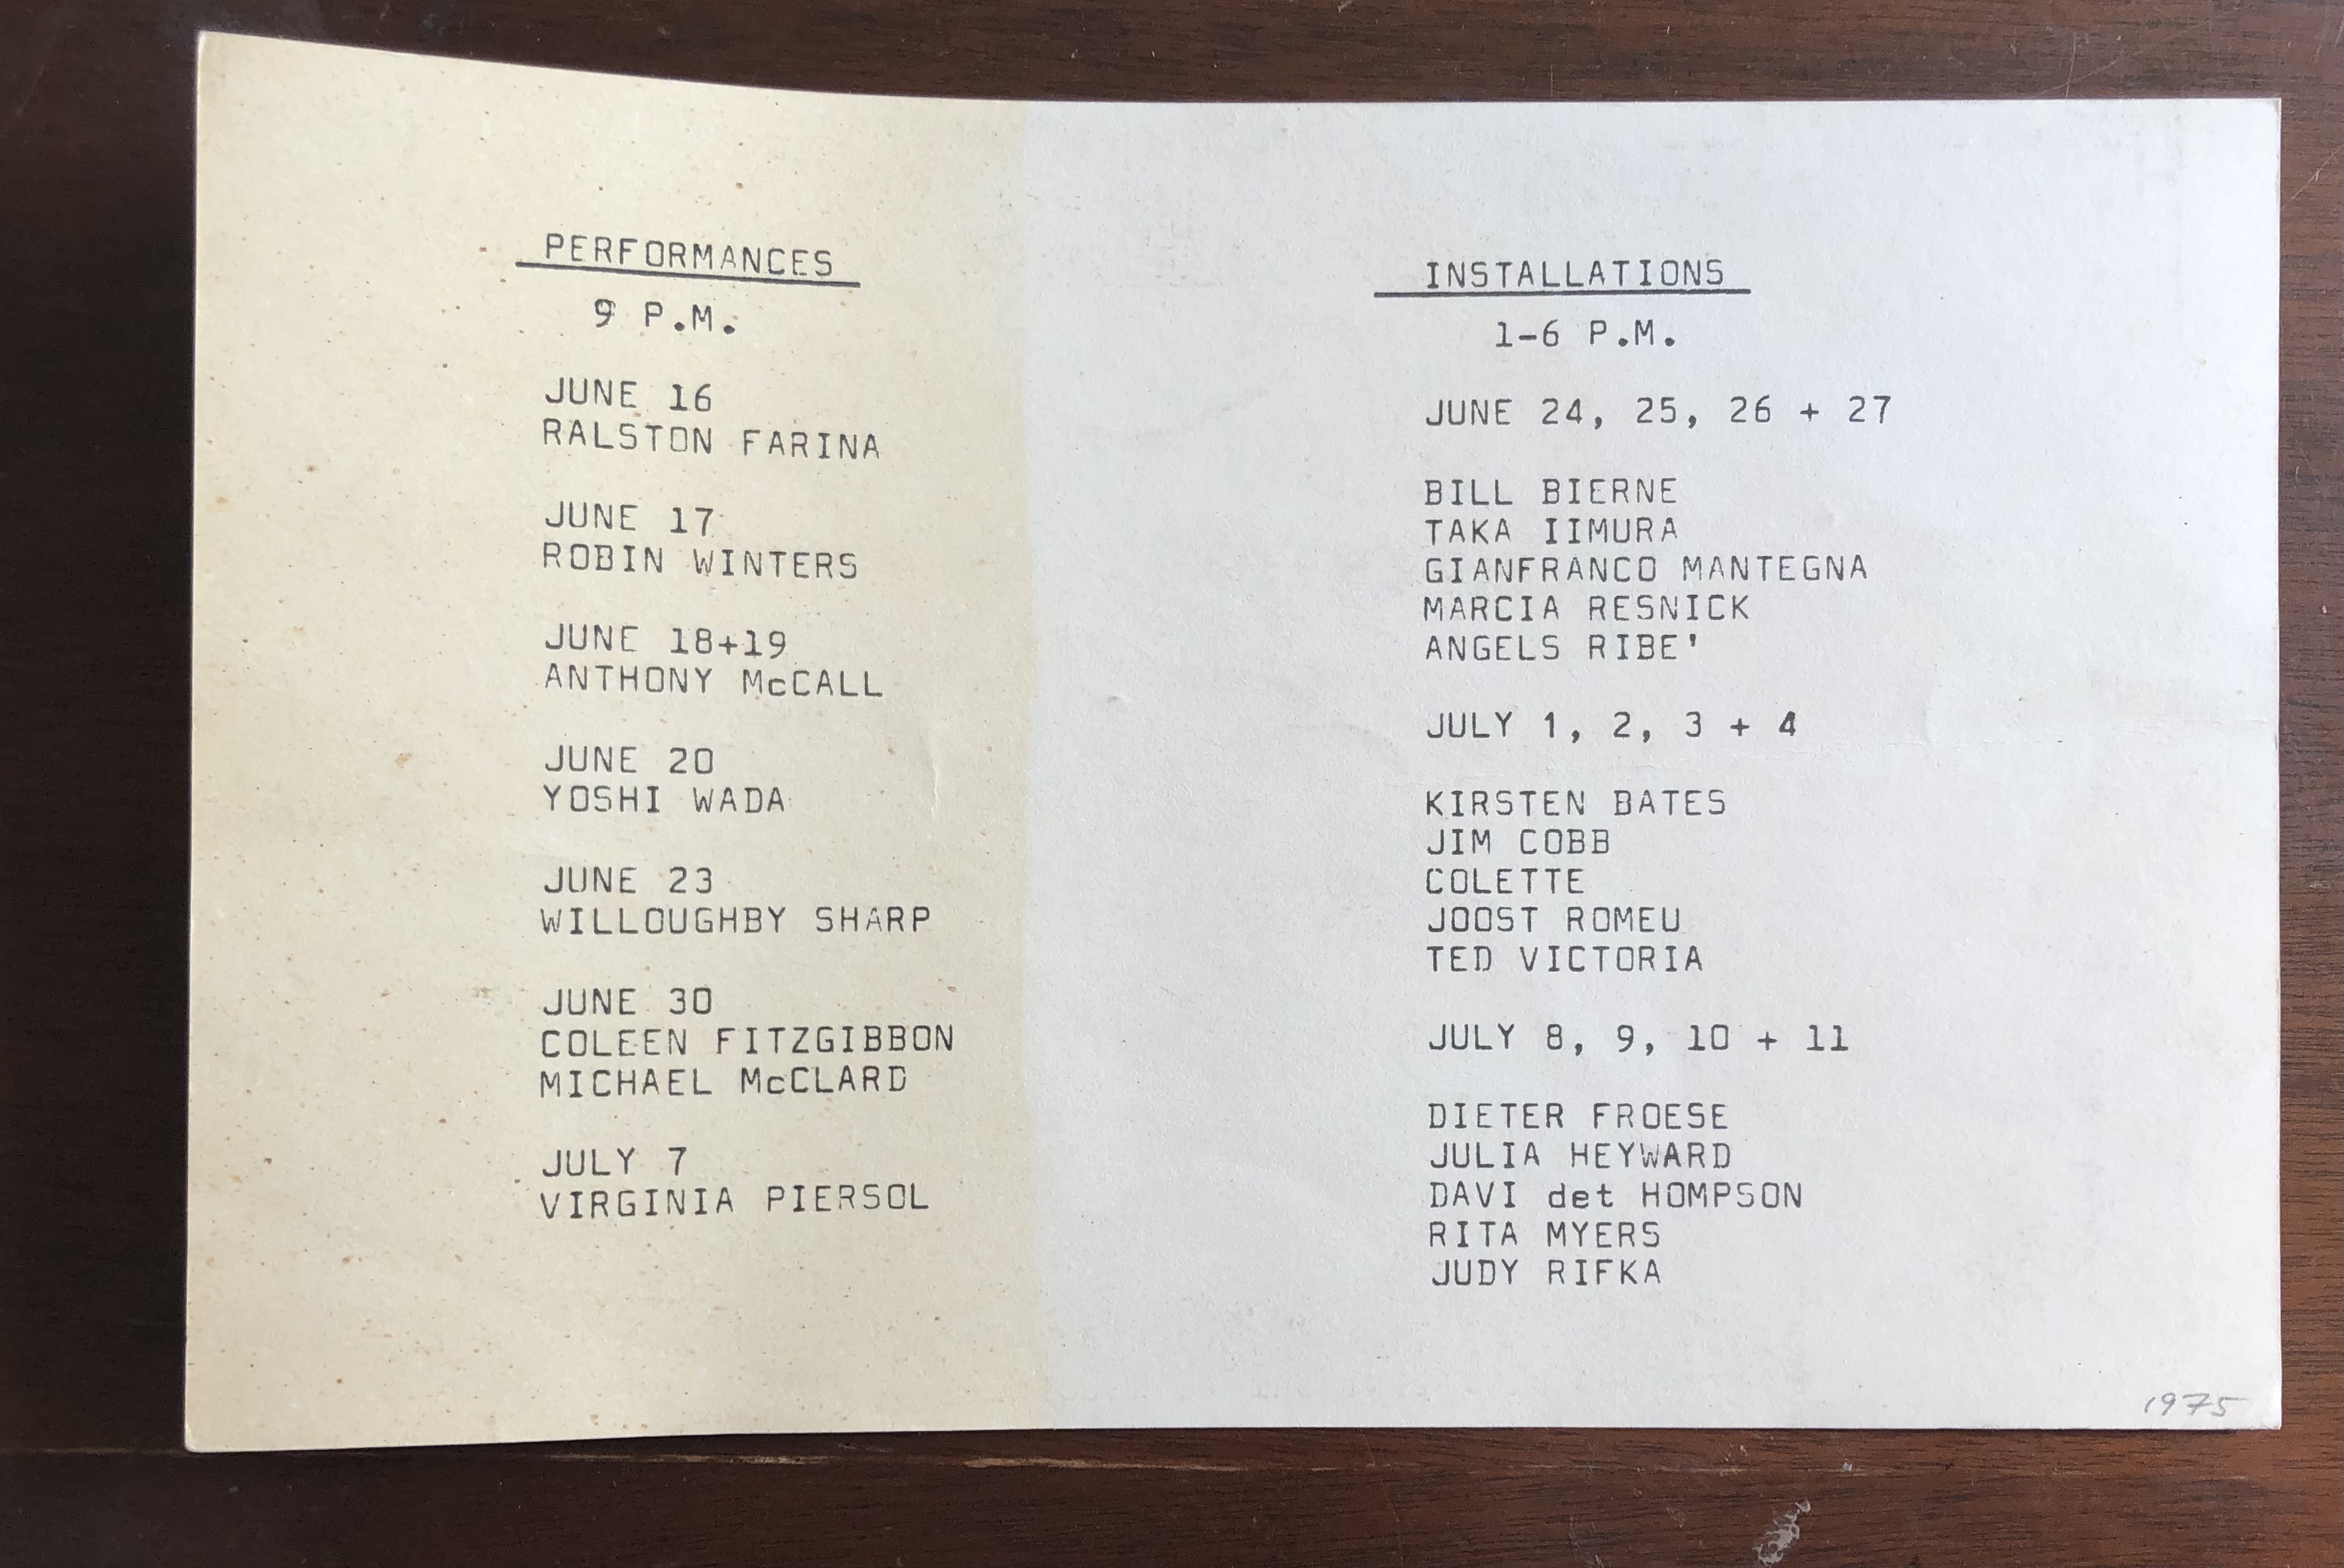 PERFORMANCES
9 P.M.
JUNE 16
RALSTON FARINA
JUNE 17
ROBIN WINTERS
JUNE 18+19
ANTHONY McCALL
JUNE 20
YOSHI WADA
JUNE 23
WILLOUGHBY SHARP
JUNE 30
COLEEN FITZGIBBON
MICHAEL McCLARD
JULY 7
VIRGINIA PIERSOL
INSTALLATIONS
1-6 P.M.
JUNE 24, 25, 26 + 27
BILL BIERNE
TAKA IIMURA
GIANFRANCO MANTEGNA
MARCIA RESNICK
ANGELS RIBE'
JULY 1, 2, 3 + 4
KIRSTEN BATES
JIM COBB
COLETTE
JOOST ROMEU
TED VICTORIA
JULY 8, 9, 10 + 11
DIETER FROESE
JULIA HEYWARD
DAVI det HOMPSON
RITA MYERS
JUDY RIFKA
1975